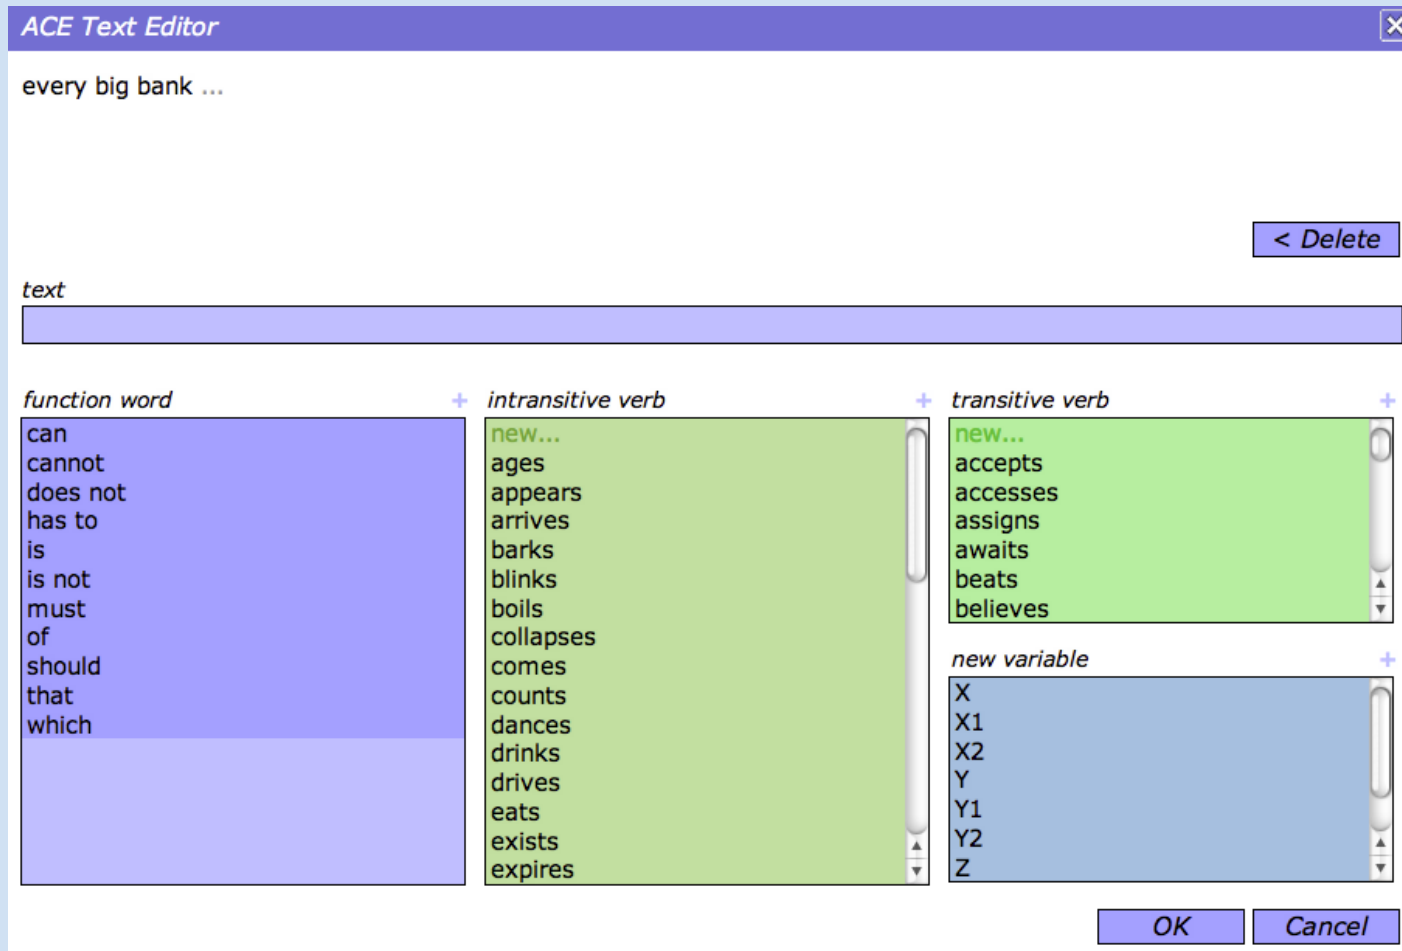 ACE Text Editor
every big bank ...
< Delete
text
function word +
can
cannot
does not
has to
is
is not
must
of
should
that
which
intransitive verb +
new...
ages
appears
arrives
barks
blinks
boils
collapses
comes
counts
dances
drinks
drives
eats
exists
expires
transitive verb +
new...
accepts
accesses
assigns
awaits
beats
believes
new variable +
X
X1
X2
Y
Y1
Y2
Z
OK
Cancel